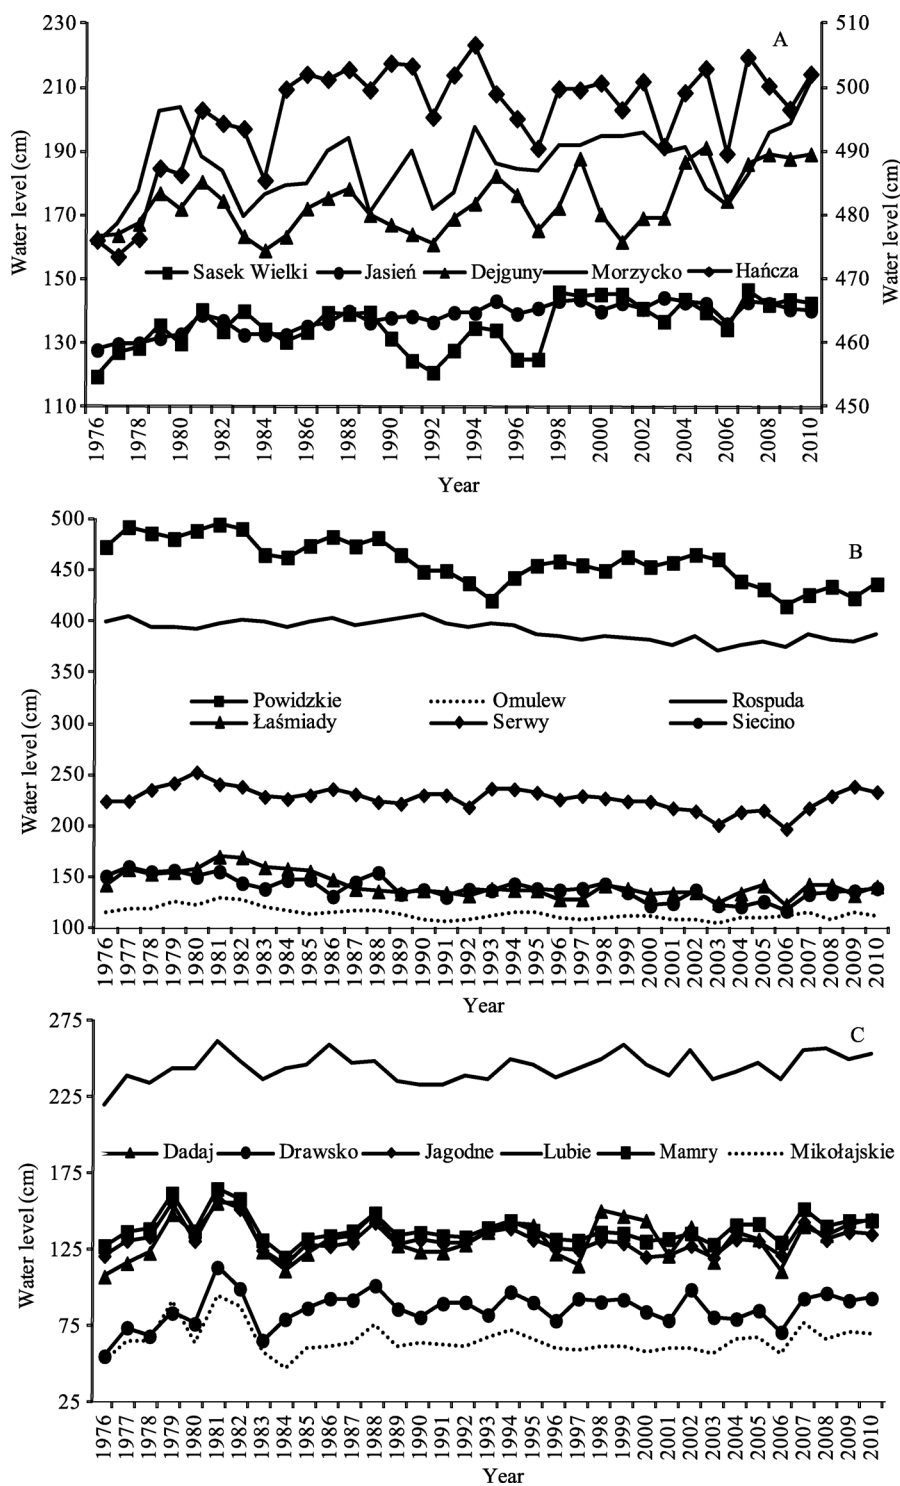 230
510
A
210
500
190
490
170
480
150
470
130
460
110
450
Water level (cm)
Water level (cm)
Sasek Wielki Jasień Dejguny Morzycko Hańcza
1976 1978 1980 1982 1984 1986 1988 1990 1992 1994 1996 1998 2000 2002 2004 2006 2008 2010
Year
500
B
450
400
350
300
250
200
150
100
Water level (cm)
Powidzkie Omulew Rospuda
Łaśmiady Serwy Siecino
1976 1977 1978 1979 1980 1981 1982 1983 1984 1985 1986 1987 1988 1989 1990 1991 1992 1993 1994 1995 1996 1997 1998 1999 2000 2001 2002 2003 2004 2005 2006 2007 2008 2009 2010
Year
275
C
225
175
125
75
25
Water level (cm)
Dadaj Drawsko Jagodne Lubie Mamry Mikołajskie
1976 1977 1978 1979 1980 1981 1982 1983 1984 1985 1986 1987 1988 1989 1990 1991 1992 1993 1994 1995 1996 1997 1998 1999 2000 2001 2002 2003 2004 2005 2006 2007 2008 2009 2010
Year